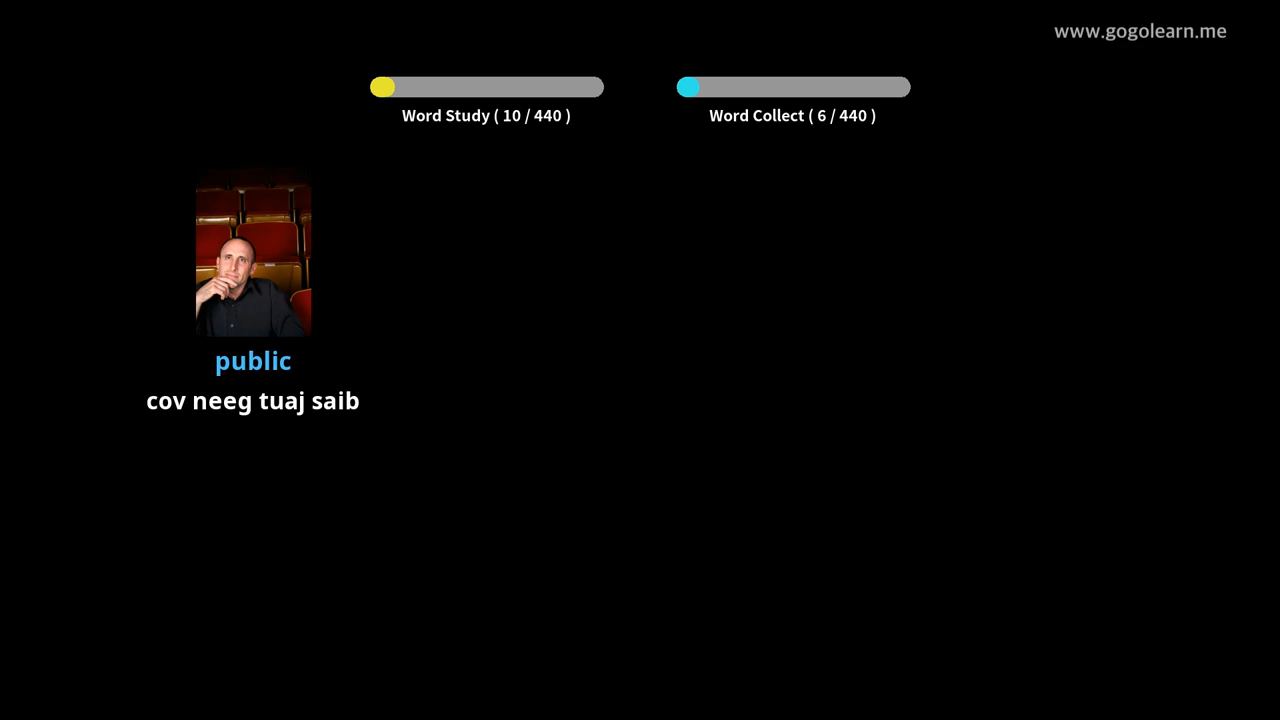 www.gogolearn.me
Word Study ( 10 / 440 )
Word Collect ( 6 / 440 )
public
cov neeg tuaj saib